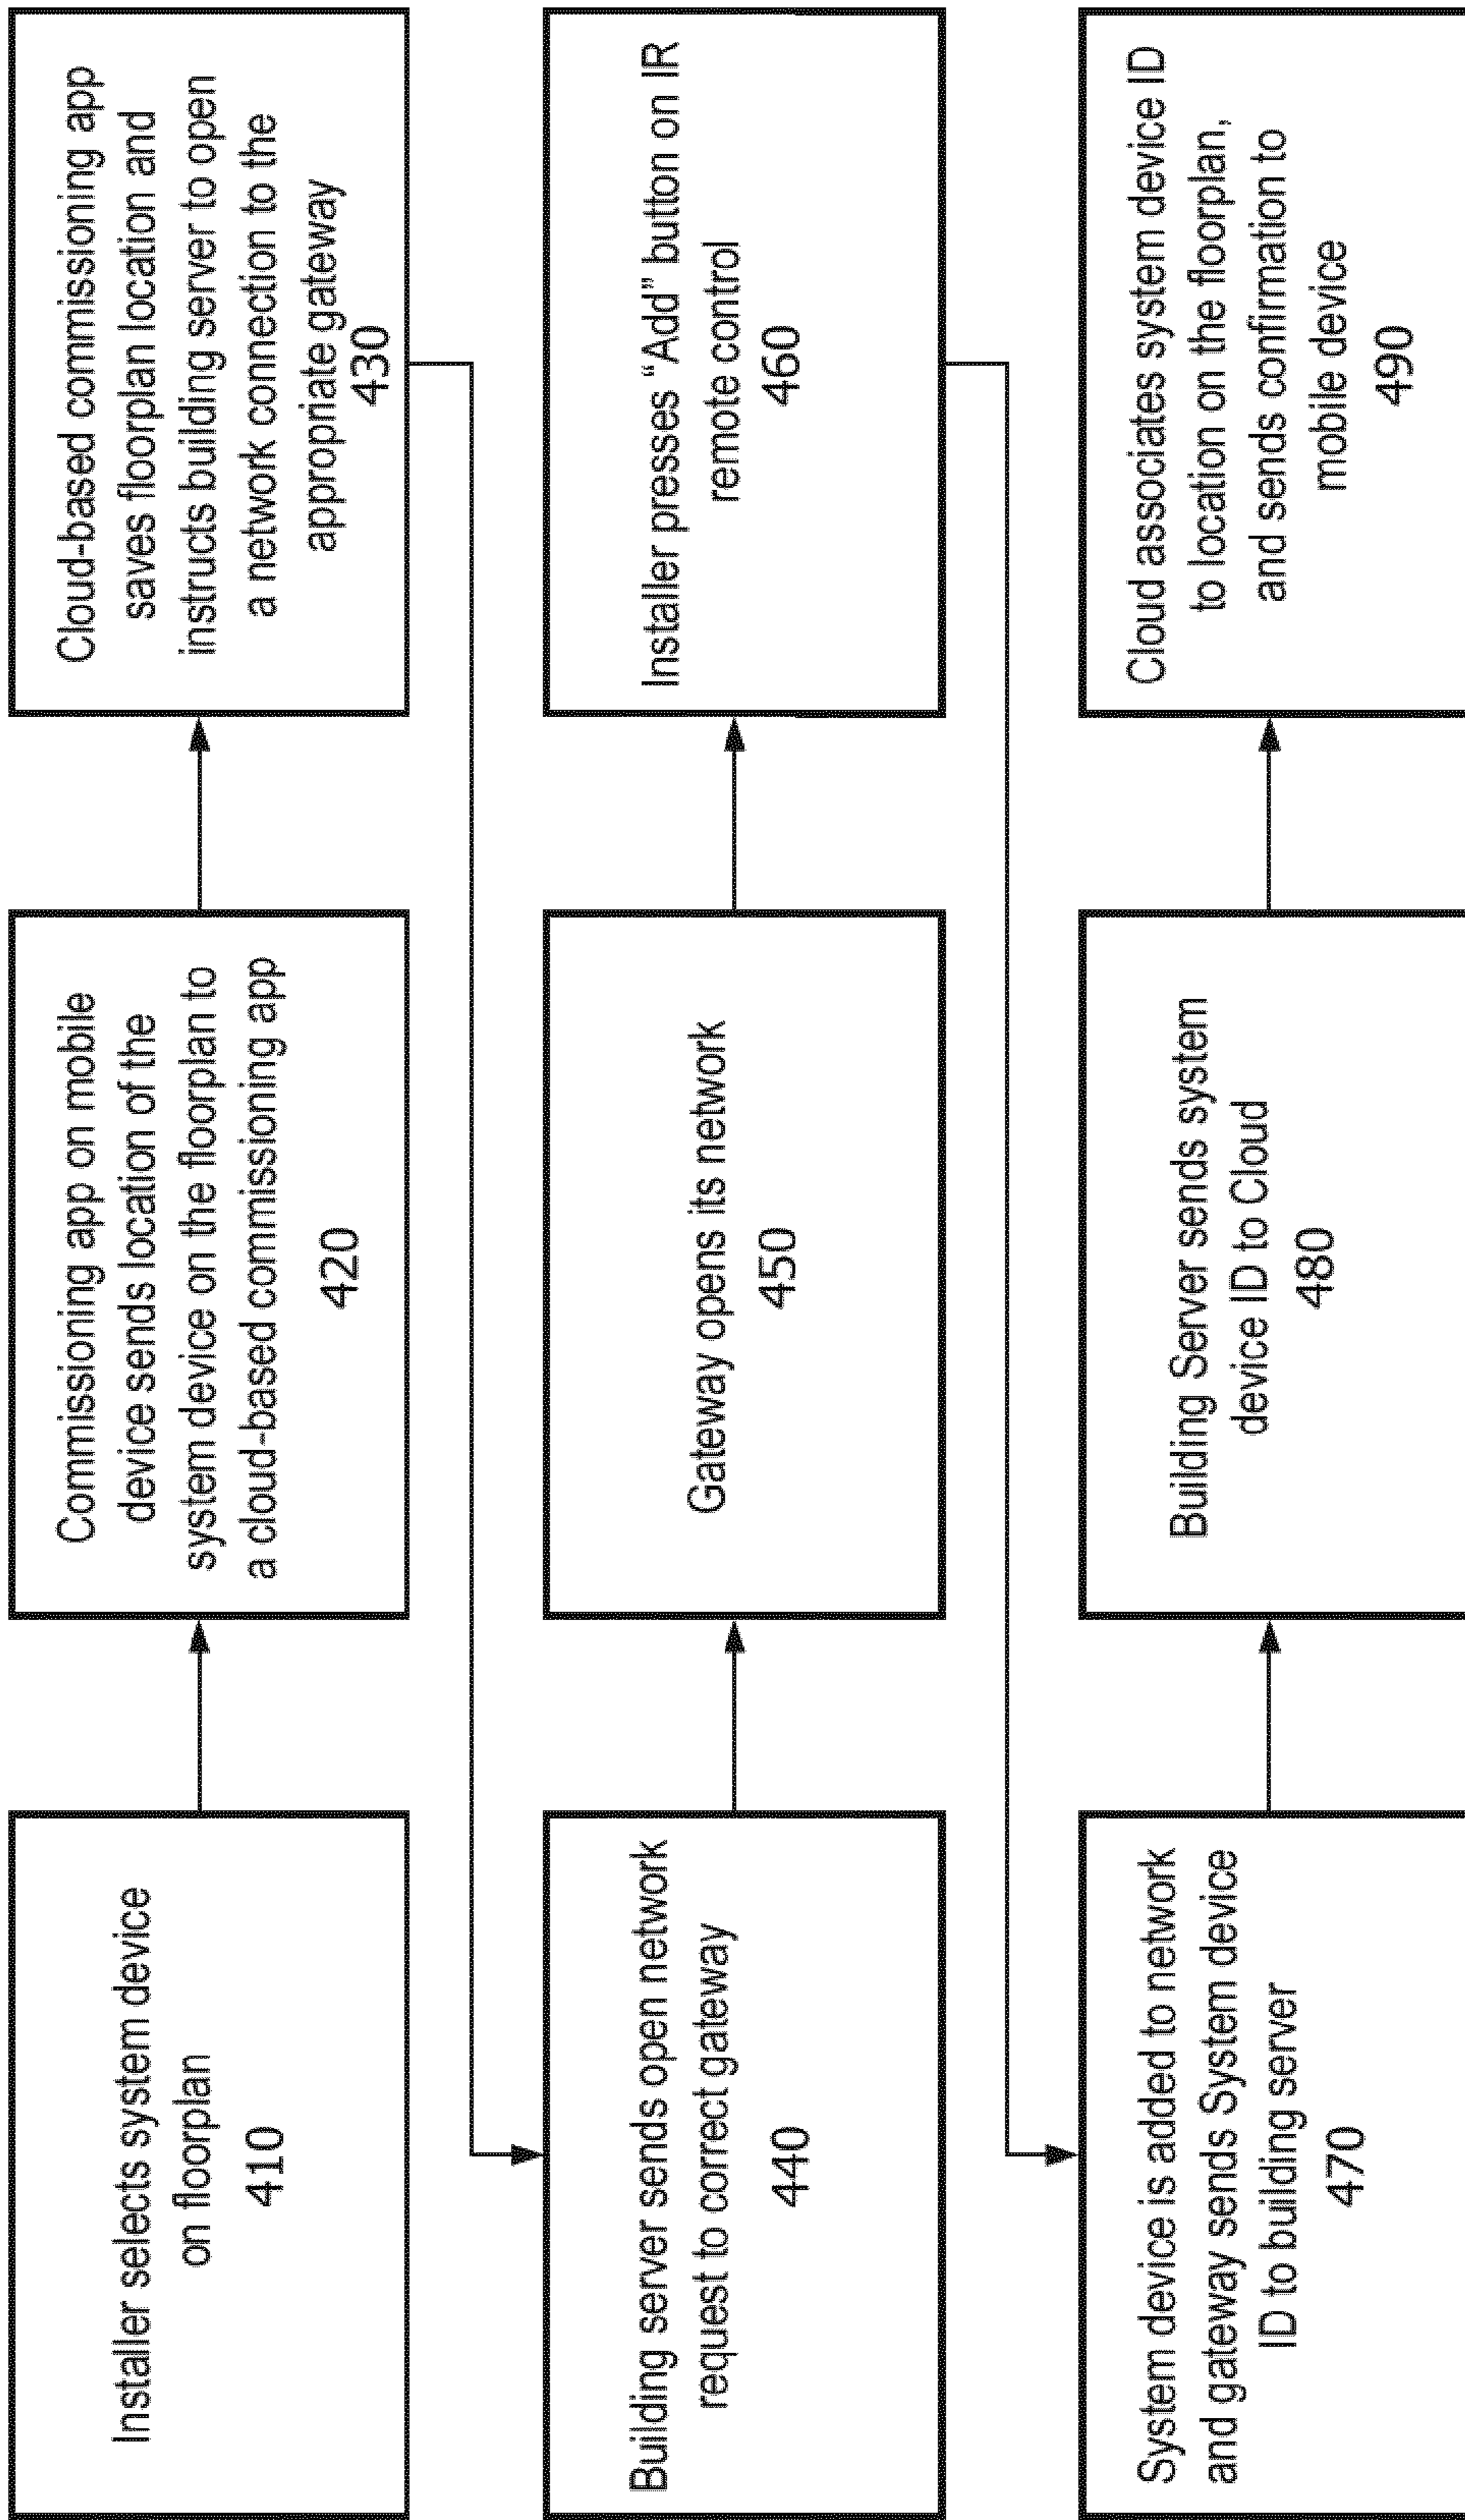 Installer selects system device
on floorplan
410
Commissioning app on mobile
device sends location of the
system device on the floorplan to
a cloud-based commissioning app
420
Cloud-based commissioning app
saves floorplan location and
instructs building server to open
a network connection to the
appropriate gateway
430
Building server sends open network
request to correct gateway
440
Gateway opens its network
450
Installer presses “Add” button on IR
remote control
460
System device is added to network
and gateway sends System device
ID to building server
470
Building Server sends system
device ID to Cloud
480
Cloud associates system device ID
to location on the floorplan,
and sends confirmation to
mobile device
490